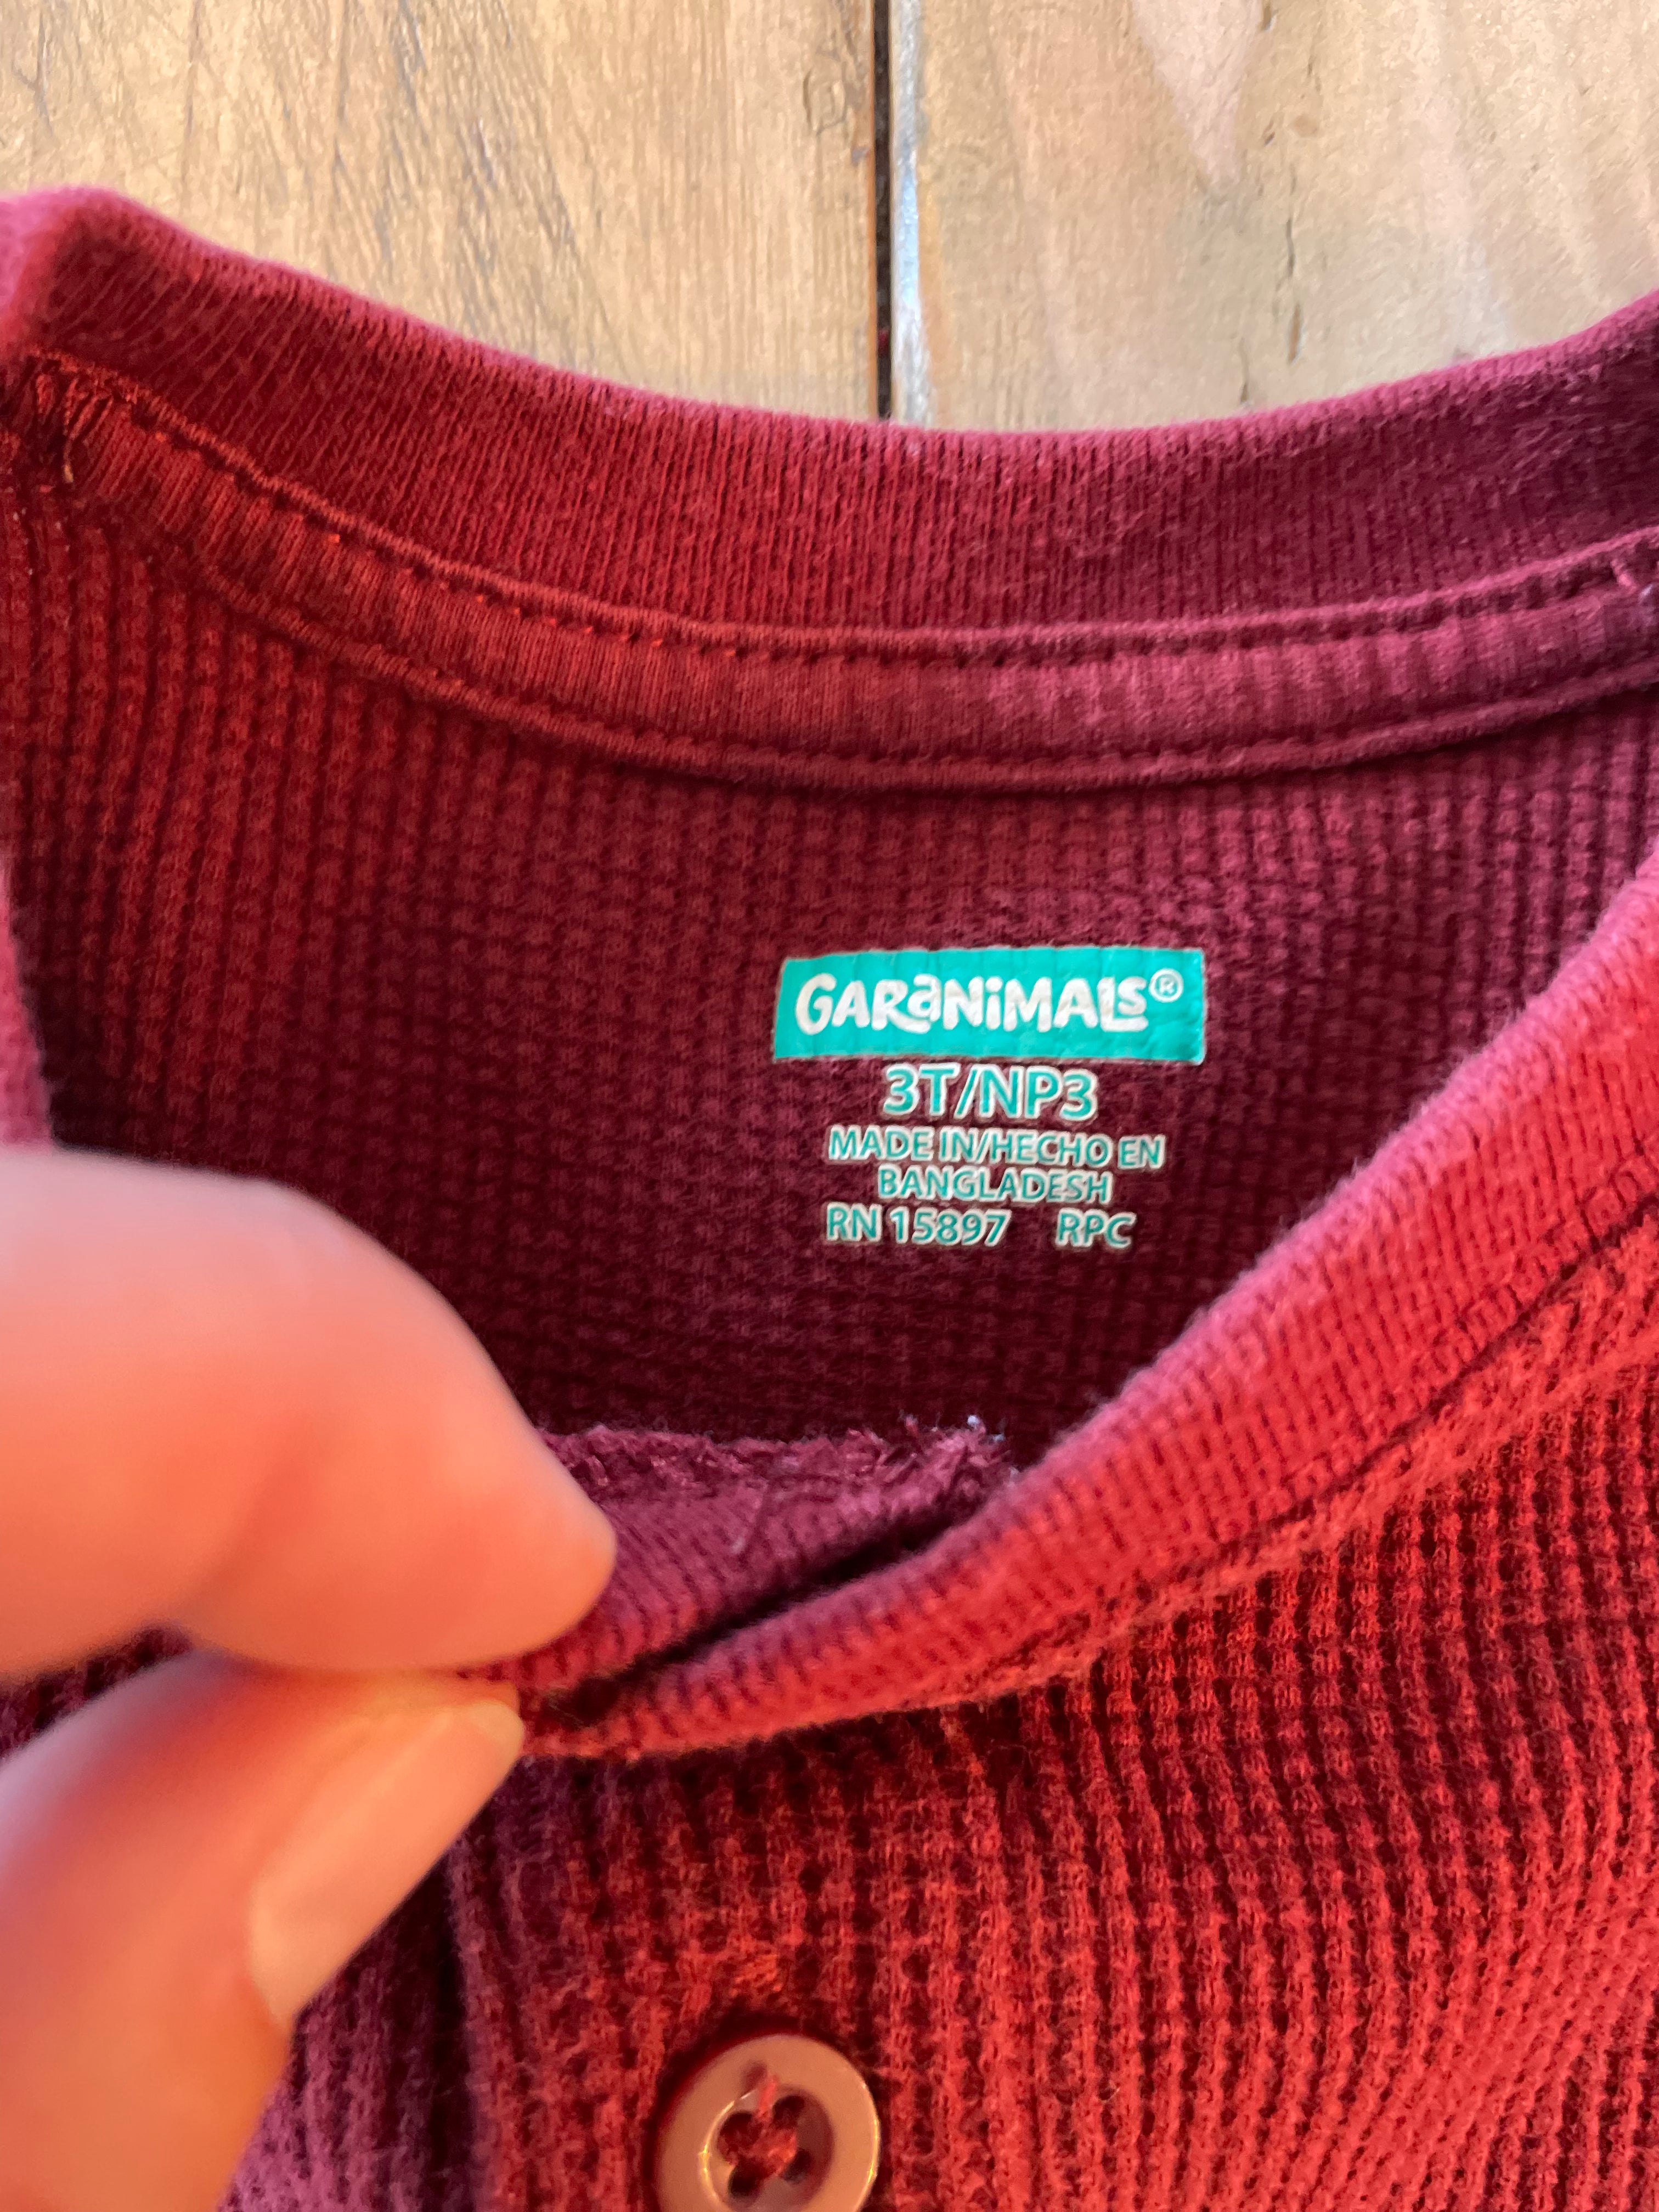 GARaNiMALS®
3T/NP3
MADE IN/HECHO EN
BANGLADESH
RN 15897 RPC